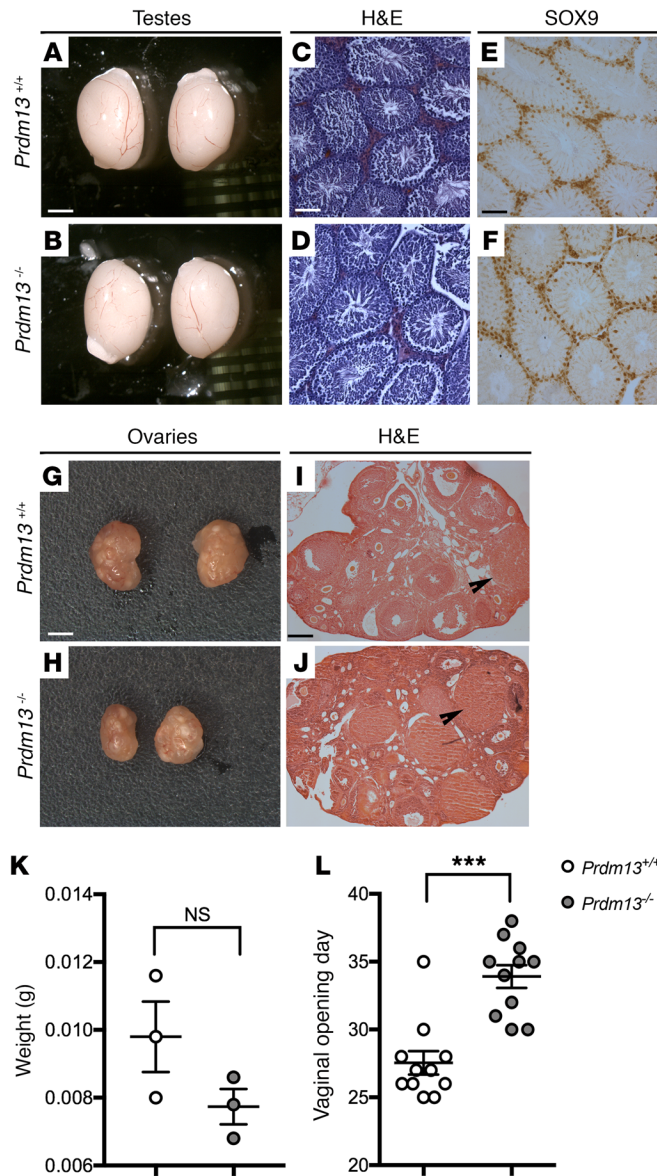 Testes H&E SOX9
Prdm13 +/+
A C E
Prdm13 -/-
B D F
Ovaries H&E
Prdm13 +/+
G I
Prdm13 -/-
H J
K L
*** Prdm13+/+
Prdm13-/-
NS
Weight (g)
0.014
0.012
0.010
0.008
0.006
Vaginal opening day
40
35
30
25
20